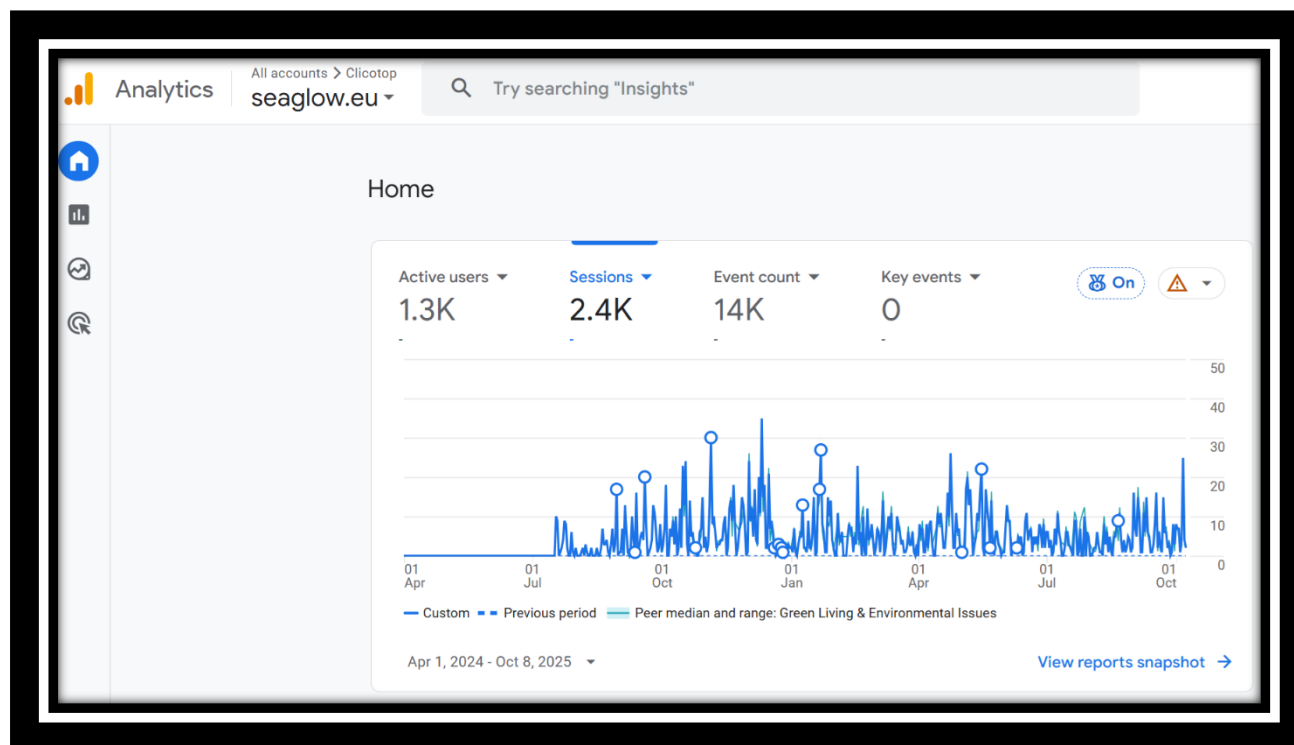 All accounts > Clicotop
Analytics
seaglow.eu
Try searching "Insights"
Home
Active users
Sessions
Event count
Key events
On
1.3K
2.4K
14K
0
-
-
-
-
50
40
30
20
10
0
01 Apr
01 Jul
01 Oct
01 Jan
01 Apr
01 Jul
01 Oct
Custom
Previous period
Peer median and range: Green Living & Environmental Issues
Apr 1, 2024 - Oct 8, 2025
View reports snapshot →